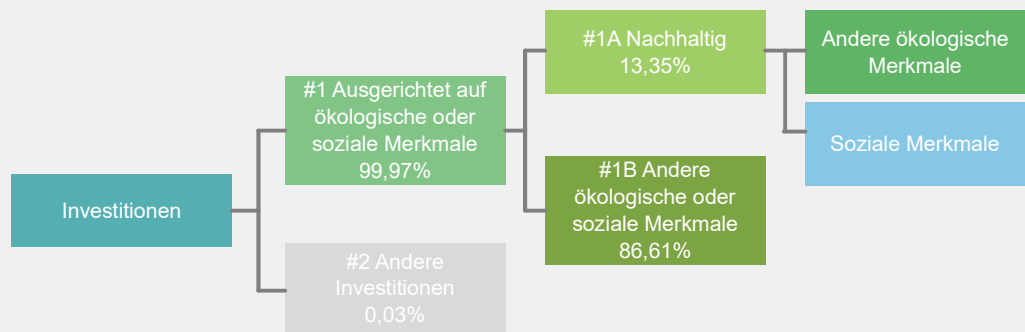 Investitionen
#1 Ausgerichtet auf
ökologische oder
soziale Merkmale
99,97%
#2 Andere
Investitionen
0,03%
#1A Nachhaltig
13,35%
#1B Andere
ökologische oder
soziale Merkmale
86,61%
Andere ökologische
Merkmale
Soziale Merkmale